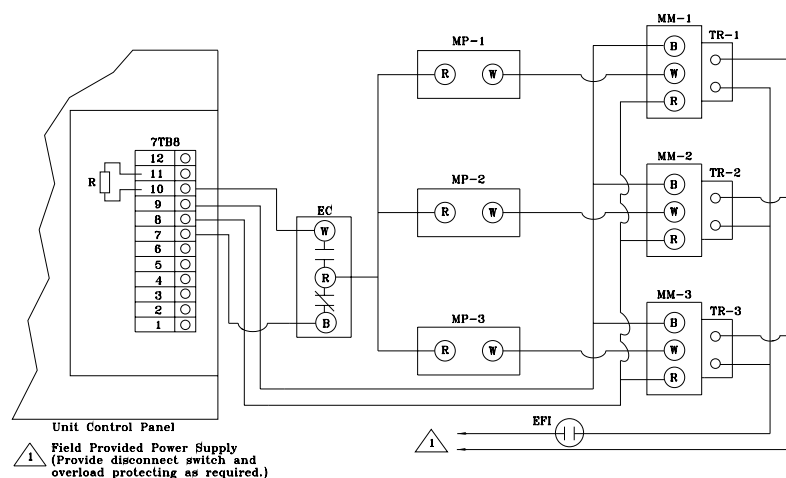 MM-1
TR-1
MP-1
B
R
W
W
R
7TB8
12
11
R
10
9
8
7
6
5
4
3
2
1
EC
W
R
B
MM-2
TR-2
MP-2
B
R
W
W
R
MM-3
TR-3
MP-3
B
R
W
W
R
EFI
1
Unit Control Panel
1
Field Provided Power Supply
(Provide disconnect switch and
overload protecting as required.)